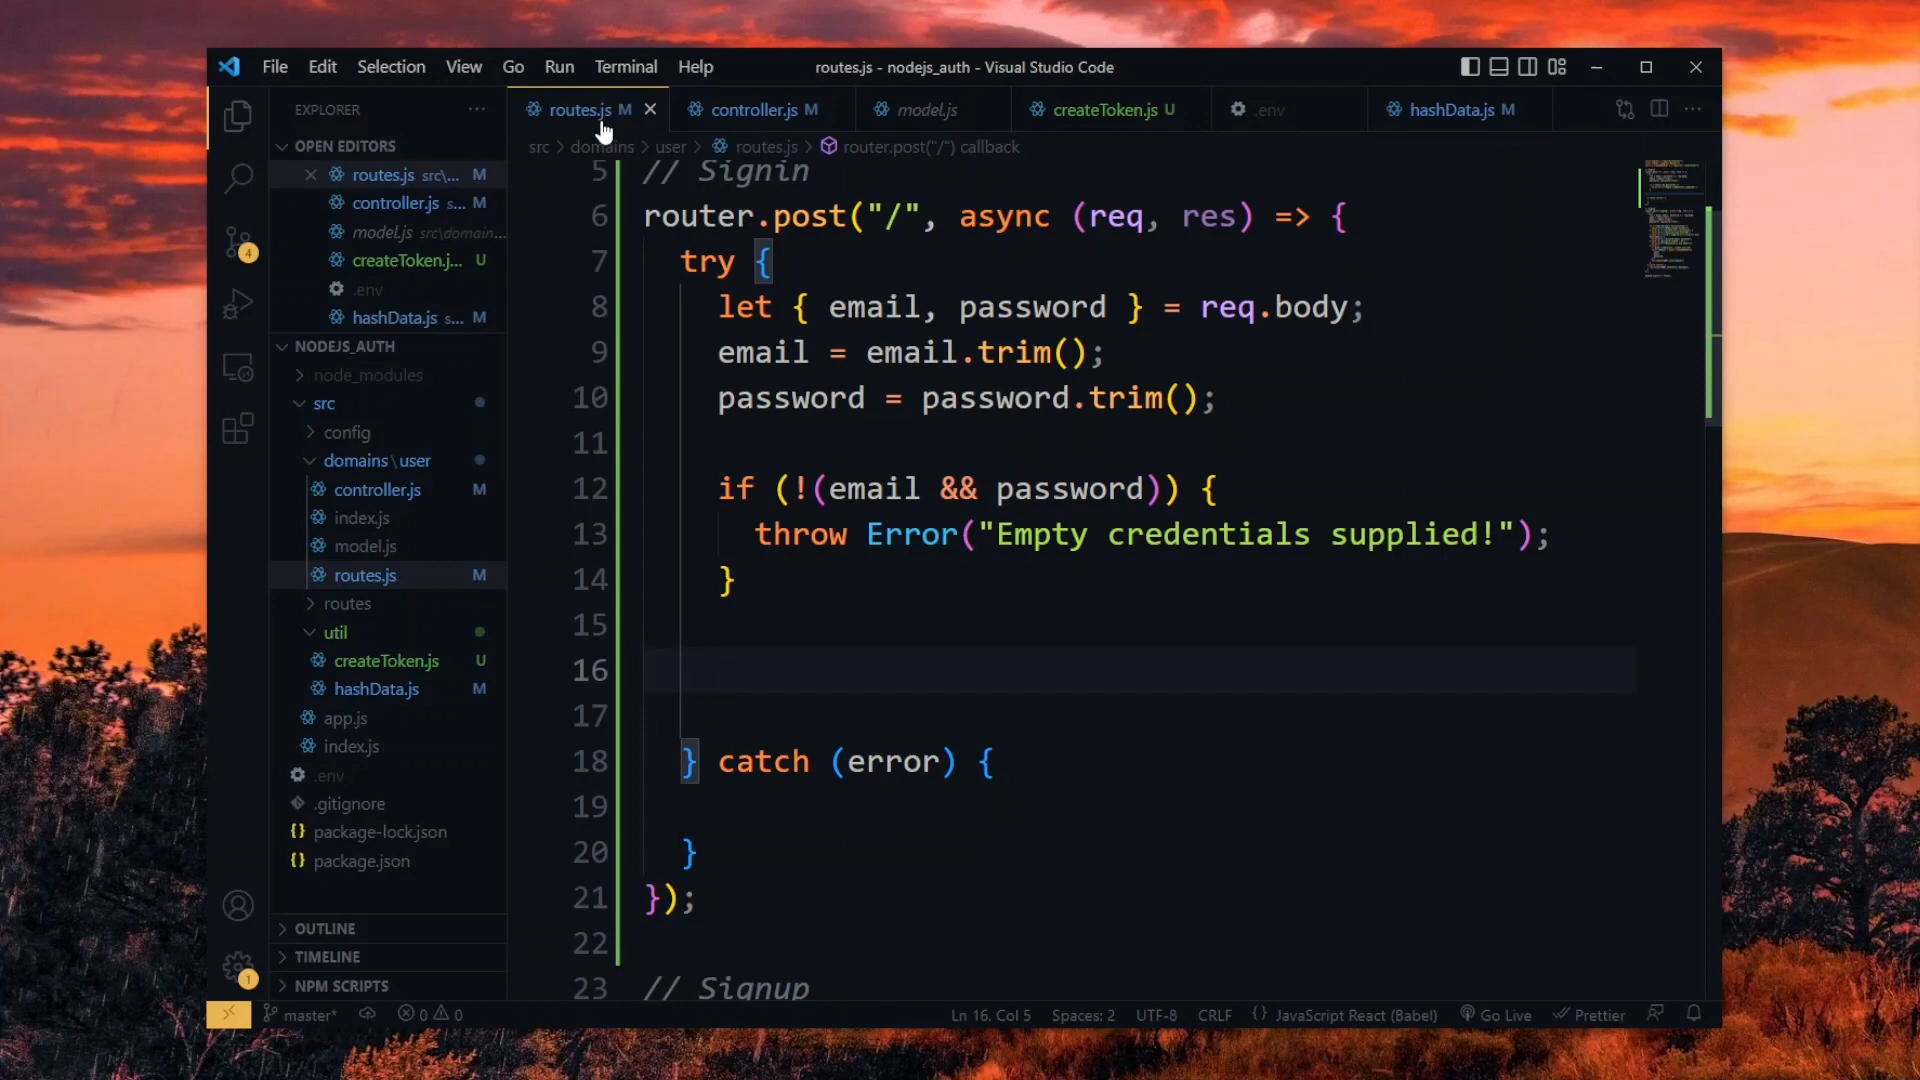 File Edit Selection View Go Run Terminal Help
routes.js - nodejs_auth - Visual Studio Code
EXPLORER
OPEN EDITORS
routes.js src\... M
controller.js s... M
model.js src\domain...
createToken.j... U
.env
hashData.js s... M
NODEJS_AUTH
node_modules
src
config
domains\user
controller.js M
index.js
model.js
routes.js M
routes
util
createToken.js U
hashData.js M
app.js
index.js
.env
.gitignore
package-lock.json
package.json
OUTLINE
TIMELINE
NPM SCRIPTS
routes.js M controller.js M model.js createToken.js U .env hashData.js M
src > domains > user > routes.js > router.post("/") callback
5 // Signin
6 router.post("/", async (req, res) => {
7 try {
8 let { email, password } = req.body;
9 email = email.trim();
10 password = password.trim();
11
12 if (!(email && password)) {
13 throw Error("Empty credentials supplied!");
14 }
15
16
17
18 } catch (error) {
19
20 }
21 });
22
23 // Signup
4
1
master* 0 0 Ln 16, Col 5 Spaces: 2 UTF-8 CRLF {} JavaScript React (Babel) Go Live Prettier